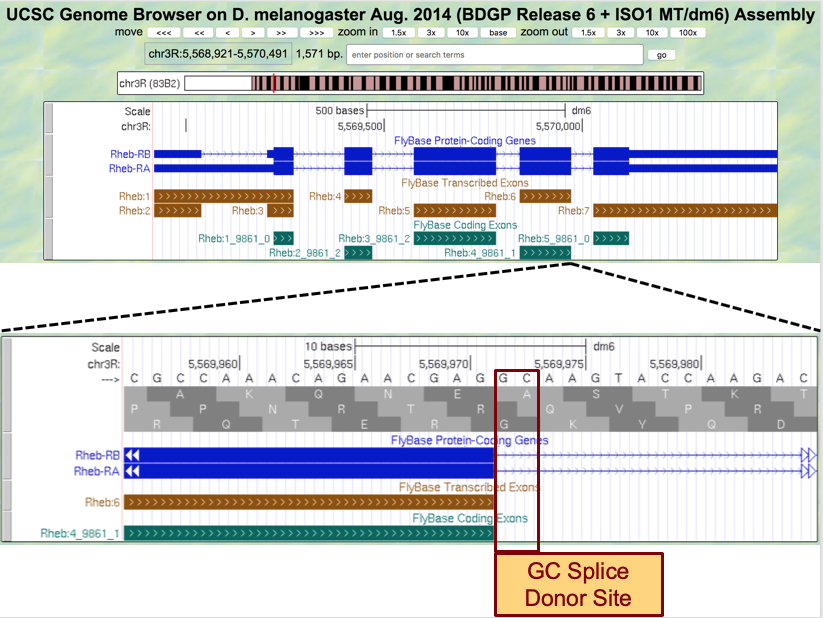 UCSC Genome Browser on D. melanogaster Aug. 2014 (BDGP Release 6 + ISO1 MT/dm6) Assembly
move <<< << < > >> >>> zoom in 1.5x 3x 10x base zoom out 1.5x 3x 10x 100x
chr3R:5,568,921-5,570,491 1,571 bp. enter position or search terms go
chr3R (83B2)
Scale 500 bases dm6
chr3R: 5,569,500 5,570,000
FlyBase Protein-Coding Genes
Rheb-RB
Rheb-RA
FlyBase Transcribed Exons
Rheb:1 Rheb:4 Rheb:6
Rheb:2 Rheb:3 Rheb:5 Rheb:7
FlyBase Coding Exons
Rheb:1_9861_0 Rheb:3_9861_2 Rheb:5_9861_0
Rheb:2_9861_2 Rheb:4_9861_1
Scale 10 bases dm6
chr3R: 5,569,960 5,569,965 5,569,970 5,569,975 5,569,980
---> C G C C A A A C A G A A C G A G G C A A G T A C C A A G A C
A K Q N E R A S T K T
P P N R T R Q V P R
R Q T E R G K Y Q D
FlyBase Protein-Coding Genes
Rheb-RB
Rheb-RA
FlyBase Transcribed Exons
Rheb:6
FlyBase Coding Exons
Rheb:4_9861_1
GC Splice
Donor Site